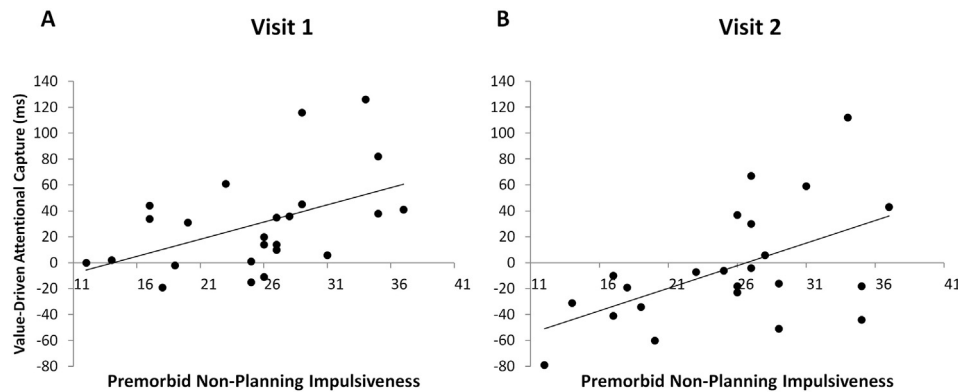 A
Visit 1
Value-Driven Attentional Capture (ms)
140
120
100
80
60
40
20
0
-20
-40
-60
-80
11 16 21 26 31 36 41
Premorbid Non-Planning Impulsiveness
B
Visit 2
140
120
100
80
60
40
20
0
-20
-40
-60
-80
11 16 21 26 31 36 41
Premorbid Non-Planning Impulsiveness